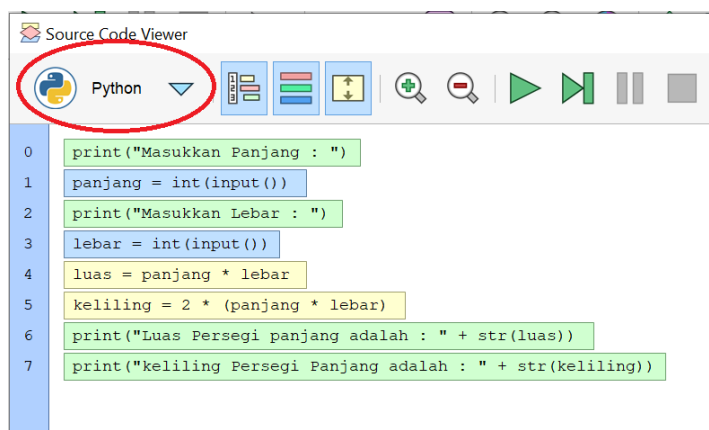 Source Code Viewer
Python
0 print("Masukkan Panjang : ")
1 panjang = int(input())
2 print("Masukkan Lebar : ")
3 lebar = int(input())
4 luas = panjang * lebar
5 keliling = 2 * (panjang * lebar)
6 print("Luas Persegi panjang adalah : " + str(luas))
7 print("keliling Persegi Panjang adalah : " + str(keliling))